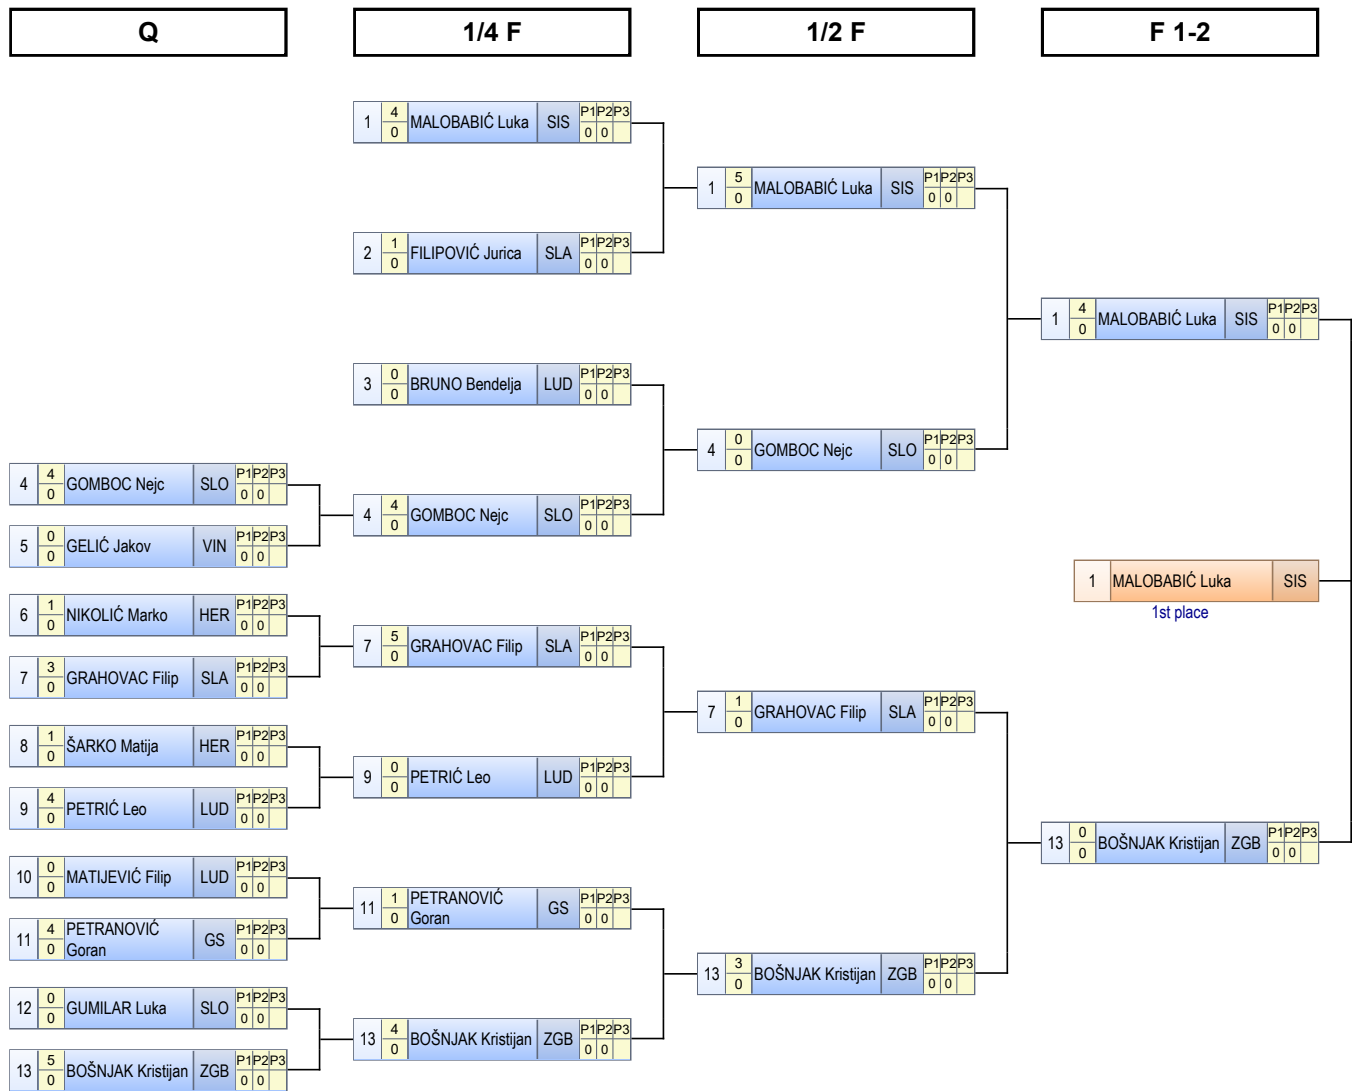 Q 1/4 F 1/2 F F 1-2
1 4 MALOBABIĆ Luka SIS P1 P2 P3
0 0 0
1 5 MALOBABIĆ Luka SIS P1 P2 P3
0 0 0
2 1 FILIPOVIĆ Jurica SLA P1 P2 P3
0 0 0
1 4 MALOBABIĆ Luka SIS P1 P2 P3
0 0 0
3 0 BRUNO Bendelja LUD P1 P2 P3
0 0 0
4 0 GOMBOC Nejc SLO P1 P2 P3
0 0 0
4 4 GOMBOC Nejc SLO P1 P2 P3
0 0 0
4 4 GOMBOC Nejc SLO P1 P2 P3
0 0 0
5 0 GELIĆ Jakov VIN P1 P2 P3
0 0 0
1 MALOBABIĆ Luka SIS
1st place
6 1 NIKOLIĆ Marko HER P1 P2 P3
0 0 0
7 5 GRAHOVAC Filip SLA P1 P2 P3
0 0 0
7 3 GRAHOVAC Filip SLA P1 P2 P3
0 0 0
7 1 GRAHOVAC Filip SLA P1 P2 P3
0 0 0
8 1 ŠARKO Matija HER P1 P2 P3
0 0 0
9 0 PETRIĆ Leo LUD P1 P2 P3
0 0 0
9 4 PETRIĆ Leo LUD P1 P2 P3
0 0 0
13 0 BOŠNJAK Kristijan ZGB P1 P2 P3
0 0 0
10 0 MATIJEVIĆ Filip LUD P1 P2 P3
0 0 0
11 1 PETRANOVIĆ Goran GS P1 P2 P3
0 0 0
11 4 PETRANOVIĆ Goran GS P1 P2 P3
0 0 0
13 3 BOŠNJAK Kristijan ZGB P1 P2 P3
0 0 0
12 0 GUMILAR Luka SLO P1 P2 P3
0 0 0
13 4 BOŠNJAK Kristijan ZGB P1 P2 P3
0 0 0
13 5 BOŠNJAK Kristijan ZGB P1 P2 P3
0 0 0